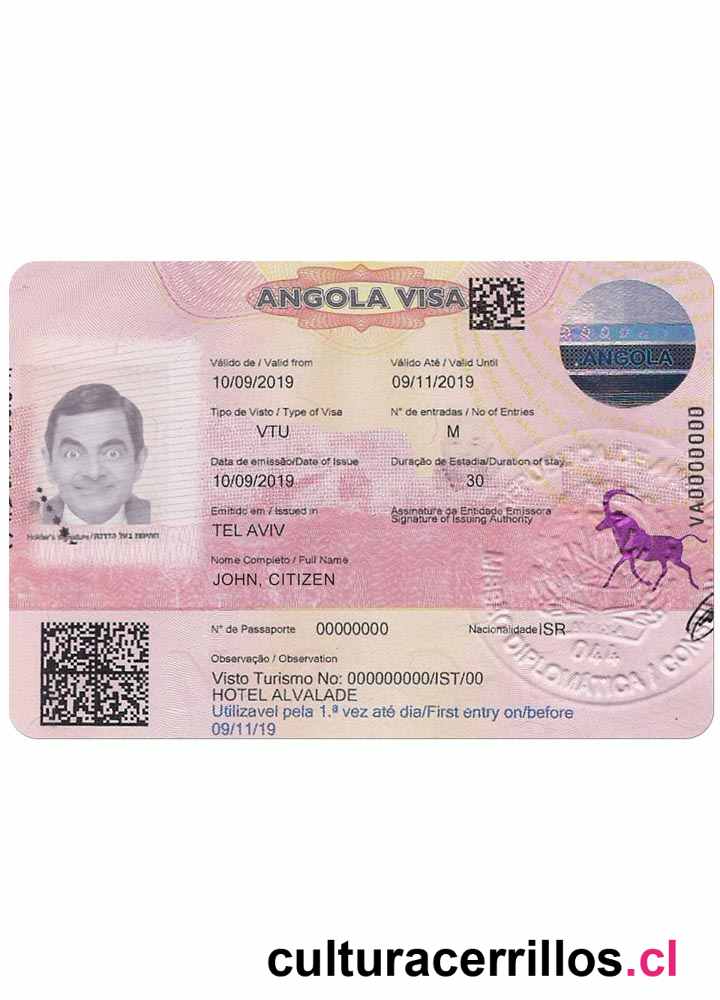 ANGOLA VISA
ANGOLA
Válido de / Valid from
Válido Até / Valid Until
10/09/2019
09/11/2019
Tipo de Visto / Type of Visa
N° de entradas / No of Entries
VTU
M
Data de emissão/Date of Issue
Duração de Estadia/Duration of stay
10/09/2019
30
Emitido em / Issued in
Assinatura da Entidade Emissora
Signature of Issuing Authority
TEL AVIV
Holder's Signature/חתימת בעל הדרכון
Nome Completo / Full Name
JOHN, CITIZEN
VA00000000
N° de Passaporte 00000000
Nacionalidade ISR
MISSÃO DIPLOMÁTICA / CON
044
Observação / Observation
Visto Turismo No: 000000000/IST/00
HOTEL ALVALADE
Utilizavel pela 1.ª vez até dia/First entry on/before
09/11/19
culturacerrillos.cl